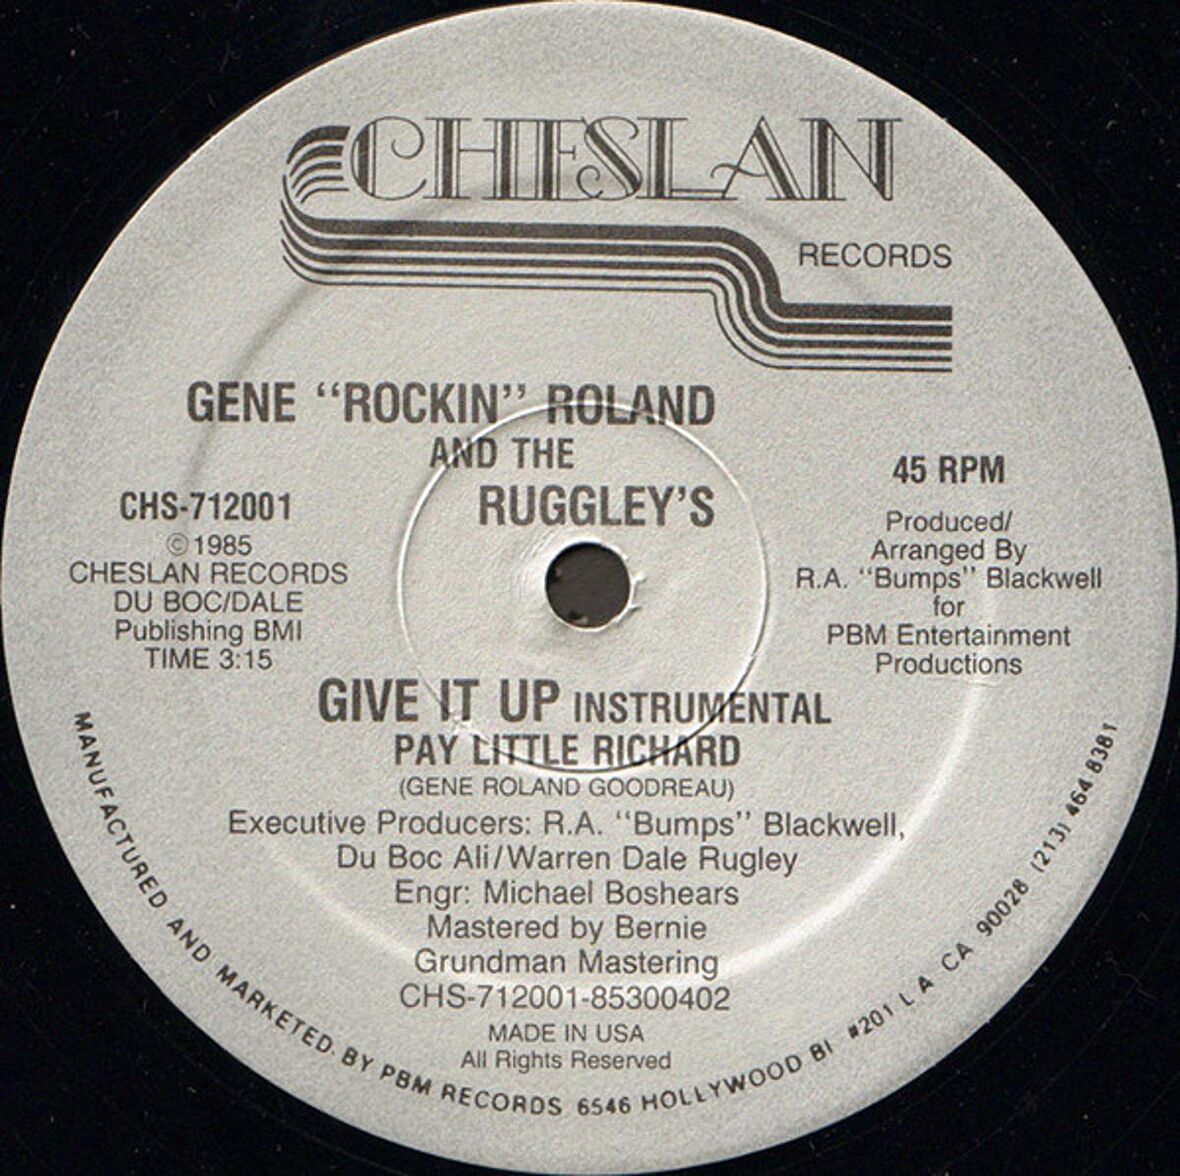 CHESLAN
RECORDS
GENE “ROCKIN” ROLAND
AND THE
RUGGLEY’S
CHS-712001
©1985
CHESLAN RECORDS
DU BOC/DALE
Publishing BMI
TIME 3:15
45 RPM
Produced/
Arranged By
R.A. “Bumps” Blackwell
for
PBM Entertainment
Productions
GIVE IT UP INSTRUMENTAL
PAY LITTLE RICHARD
(GENE ROLAND GOODREAU)
Executive Producers: R.A. “Bumps” Blackwell,
Du Boc Ali/Warren Dale Rugley
Engr: Michael Boshears
Mastered by Bernie
Grundman Mastering
CHS-712001-85300402
MADE IN USA
All Rights Reserved
MANUFACTURED AND MARKETED. BY PBM RECORDS 6546 HOLLYWOOD Bl #201 L A CA 90028 (213) 464 8381